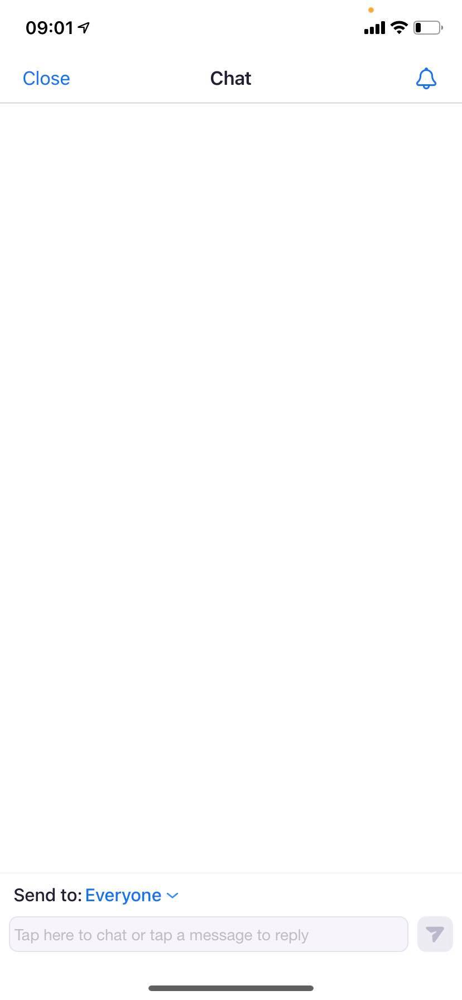 09:01
Close
Chat
Send to: Everyone
Tap here to chat or tap a message to reply